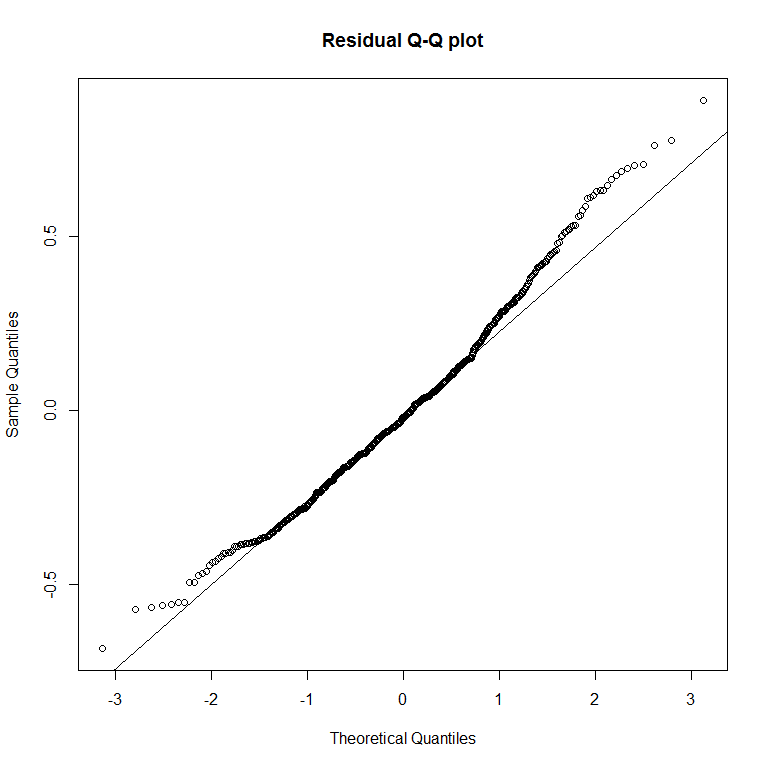 Residual Q-Q plot
Sample Quantiles
0.5
0.0
-0.5
-3 -2 -1 0 1 2 3
Theoretical Quantiles